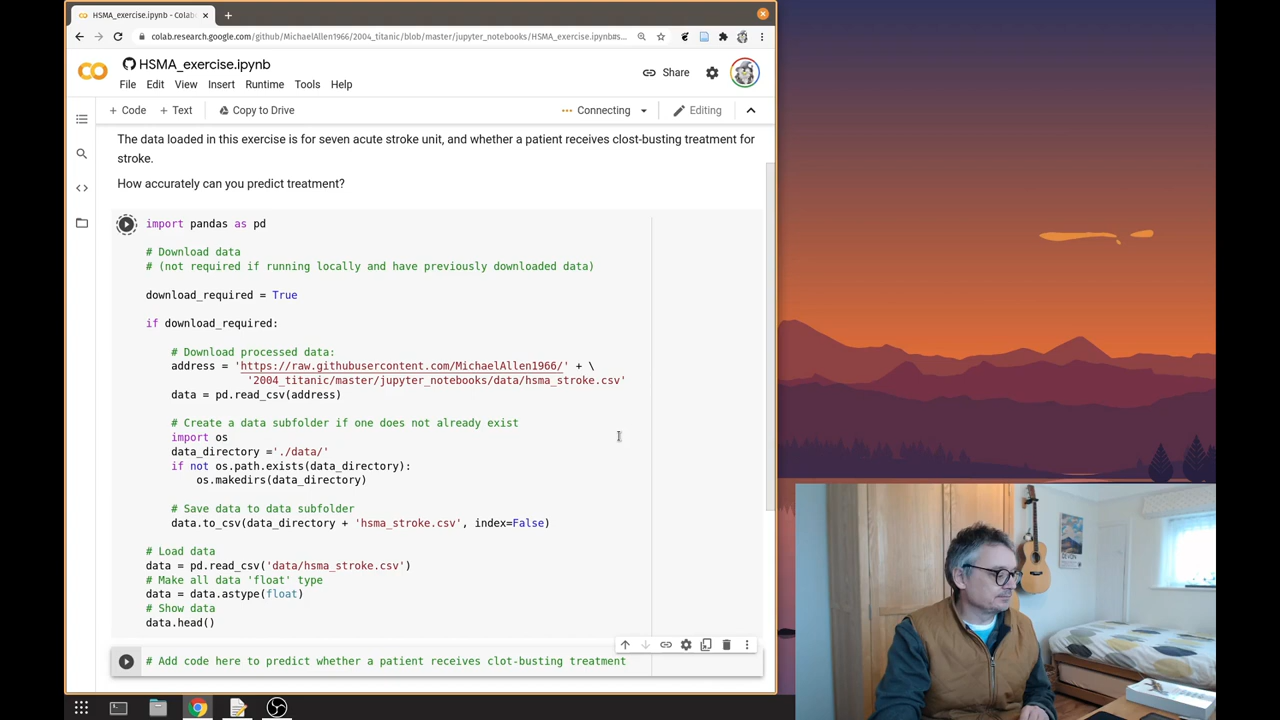 HSMA_exercise.ipynb - Colab
colab.research.google.com/github/MichaelAllen1966/2004_titanic/blob/master/jupyter_notebooks/HSMA_exercise.ipynb#s...
HSMA_exercise.ipynb
Share
File Edit View Insert Runtime Tools Help
+ Code + Text Copy to Drive Connecting Editing
The data loaded in this exercise is for seven acute stroke unit, and whether a patient receives clost-busting treatment for
stroke.
How accurately can you predict treatment?
import pandas as pd
# Download data
# (not required if running locally and have previously downloaded data)
download_required = True
if download_required:
# Download processed data:
address = 'https://raw.githubusercontent.com/MichaelAllen1966/' + \
'2004_titanic/master/jupyter_notebooks/data/hsma_stroke.csv'
data = pd.read_csv(address)
# Create a data subfolder if one does not already exist
import os
data_directory ='./data/'
if not os.path.exists(data_directory):
os.makedirs(data_directory)
# Save data to data subfolder
data.to_csv(data_directory + 'hsma_stroke.csv', index=False)
# Load data
data = pd.read_csv('data/hsma_stroke.csv')
# Make all data 'float' type
data = data.astype(float)
# Show data
data.head()
# Add code here to predict whether a patient receives clot-busting treatment
DEVON